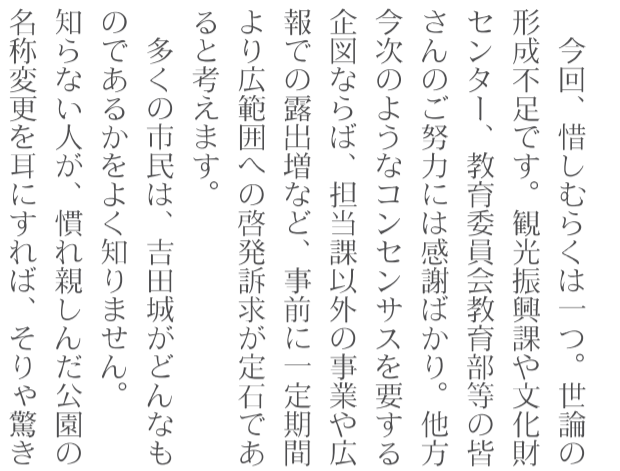 今回、惜しむらくは一つ。世論の
形成不足です。観光振興課や文化財
センター、教育委員会教育部等の皆
さんのご努力には感謝ばかり。他方
今次のようなコンセンサスを要する
企図ならば、担当課以外の事業や広
報での露出増など、事前に一定期間
より広範囲への啓発訴求が定石であ
ると考えます。
　多くの市民は、吉田城がどんなも
のであるかをよく知りません。
知らない人が、慣れ親しんだ公園の
名称変更を耳にすれば、そりゃ驚き